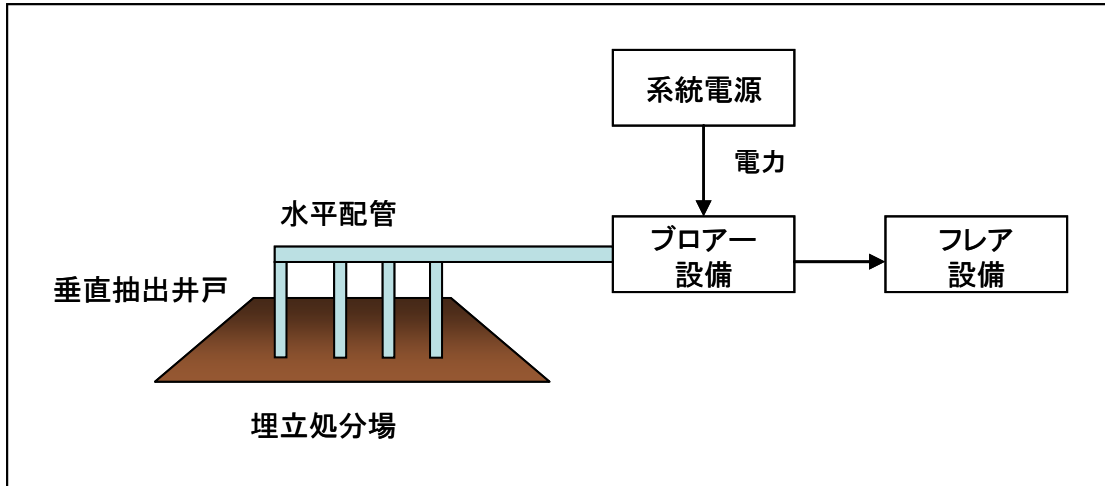 系統電源
電力
水平配管
ブロアー
設備
フレア
設備
垂直抽出井戸
埋立処分場